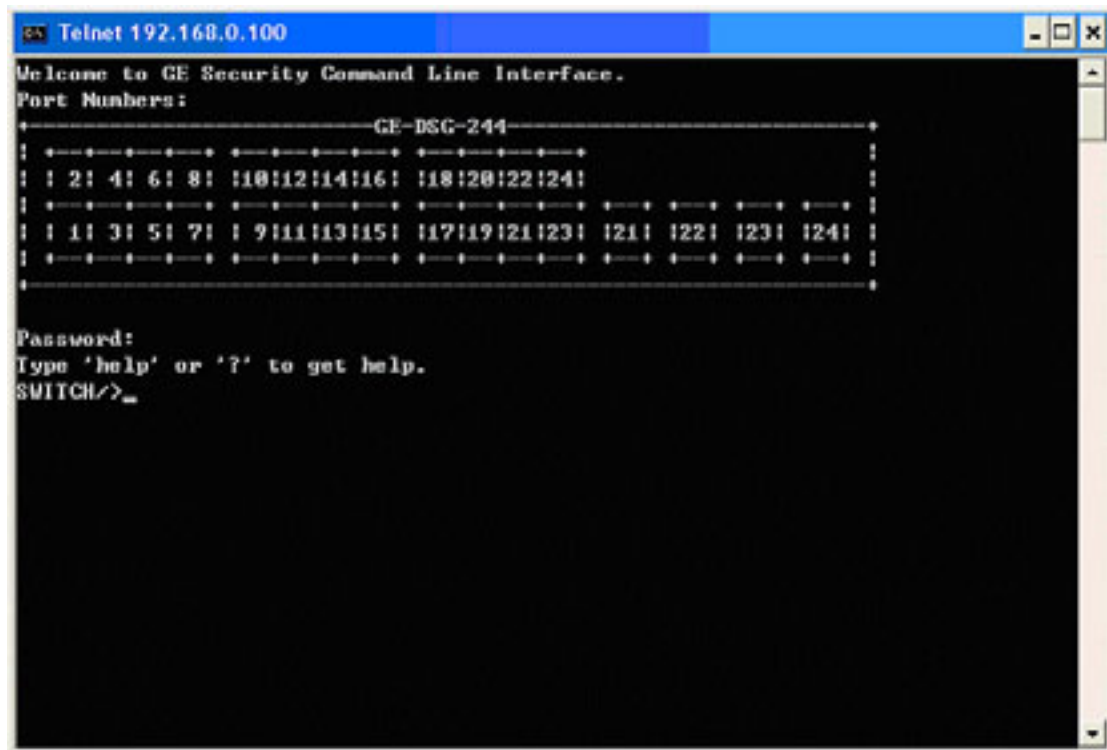 Telnet 192.168.0.100
Welcome to GE Security Command Line Interface.
Port Numbers:
+--------------------------GE-DSG-244---------------------------+
| +---+---+---+---+ +---+---+---+---+ +---+---+---+---+ |
| | 2| 4| 6| 8| |10|12|14|16| |18|20|22|24| |
| +---+---+---+---+ +---+---+---+---+ +---+---+---+---+ +---+ +---+ +---+ +---+ |
| | 1| 3| 5| 7| | 9|11|13|15| |17|19|21|23| |21| |22| |23| |24| |
| +---+---+---+---+ +---+---+---+---+ +---+---+---+---+ +---+ +---+ +---+ +---+ |
+---------------------------------------------------------------+
Password:
Type 'help' or '?' to get help.
SWITCH/>_